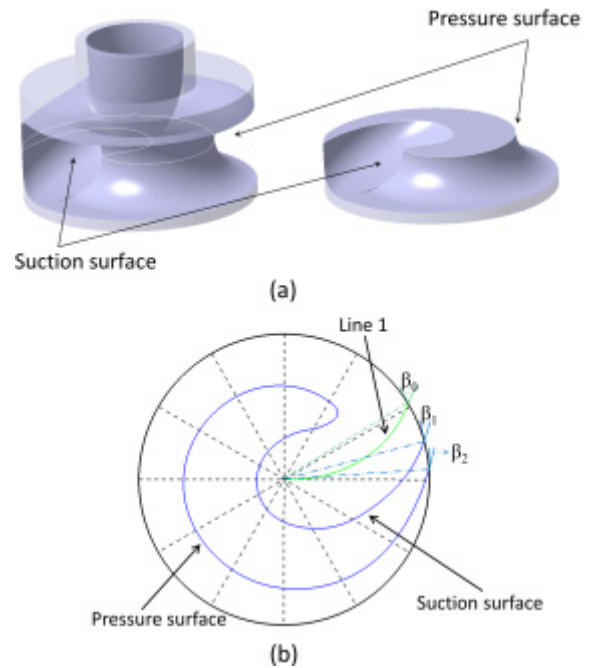 Pressure surface
Suction surface
(a)
Line 1
β0
β1
β2
Pressure surface
Suction surface
(b)